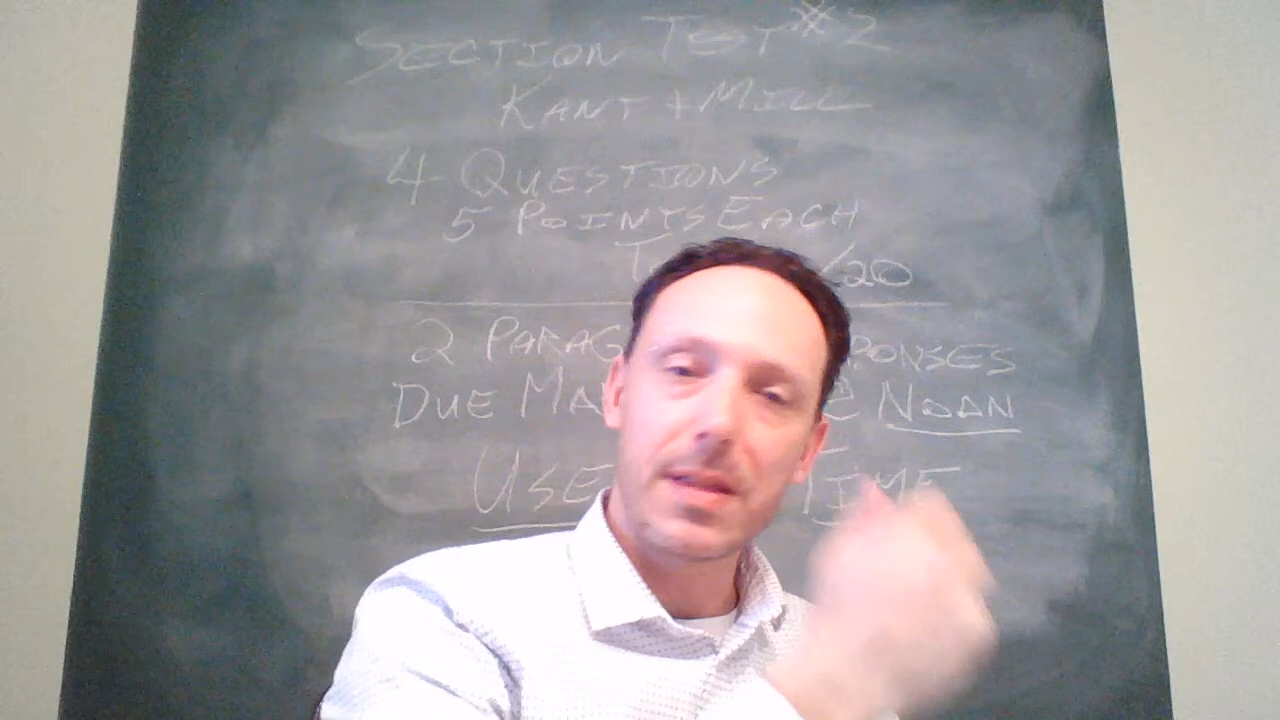 SECTION TEST #2
KANT + MILL
4 QUESTIONS
5 POINTS EACH
/20
2 PARAG PONSES
DUE MA @ NOON
USE TIME